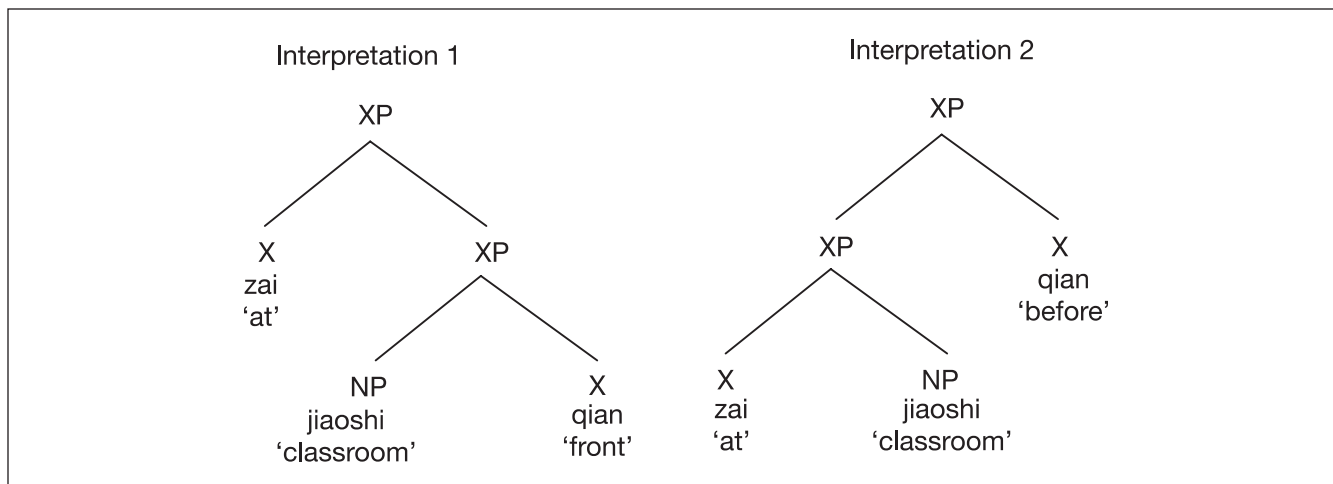 Interpretation 1
XP
X
zai
‘at’
XP
NP
jiaoshi
‘classroom’
X
qian
‘front’
Interpretation 2
XP
XP
X
zai
‘at’
NP
jiaoshi
‘classroom’
X
qian
‘before’